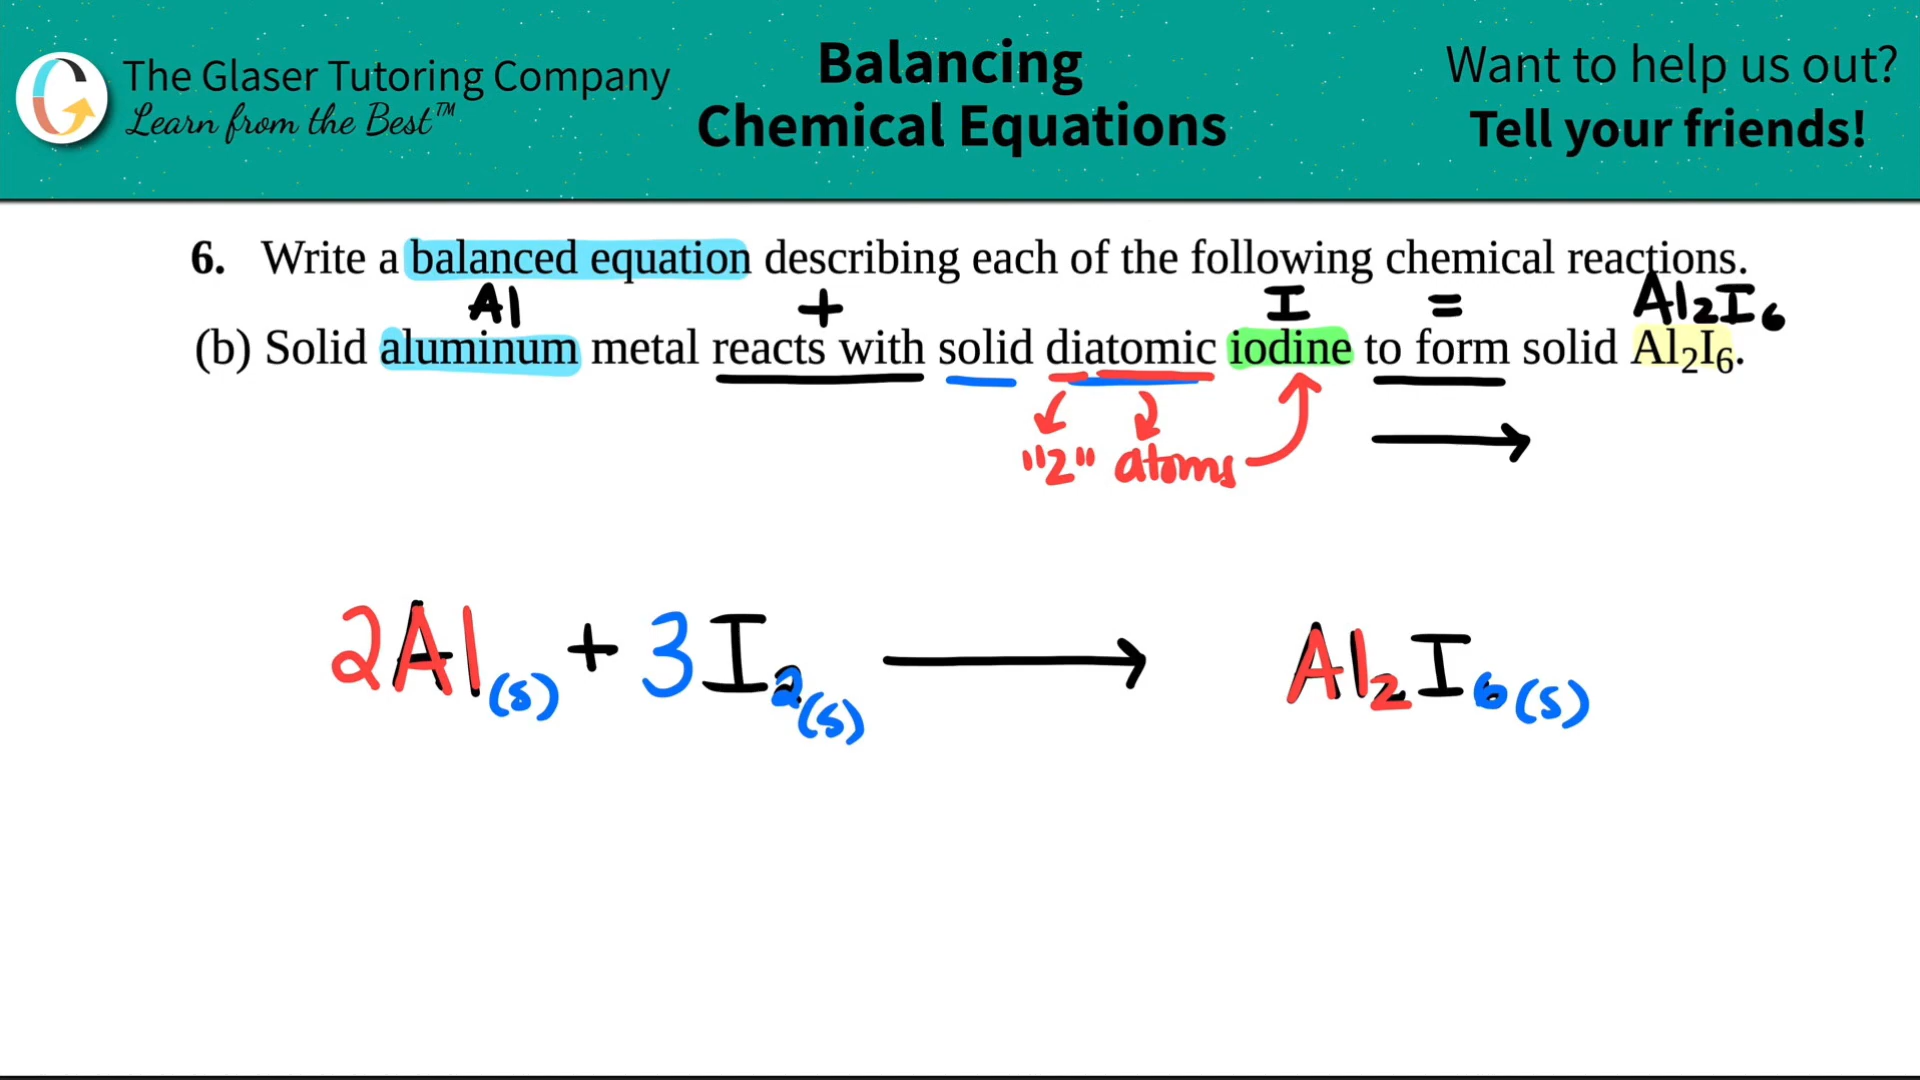 The Glaser Tutoring Company
Learn from the Best™
Balancing
Chemical Equations
Want to help us out?
Tell your friends!
6. Write a balanced equation describing each of the following chemical reactions.
Al + I = Al₂I₆
(b) Solid aluminum metal reacts with solid diatomic iodine to form solid Al₂I₆.
"2" atoms
2Al(s) + 3I₂(s) ⟶ Al₂I₆(s)